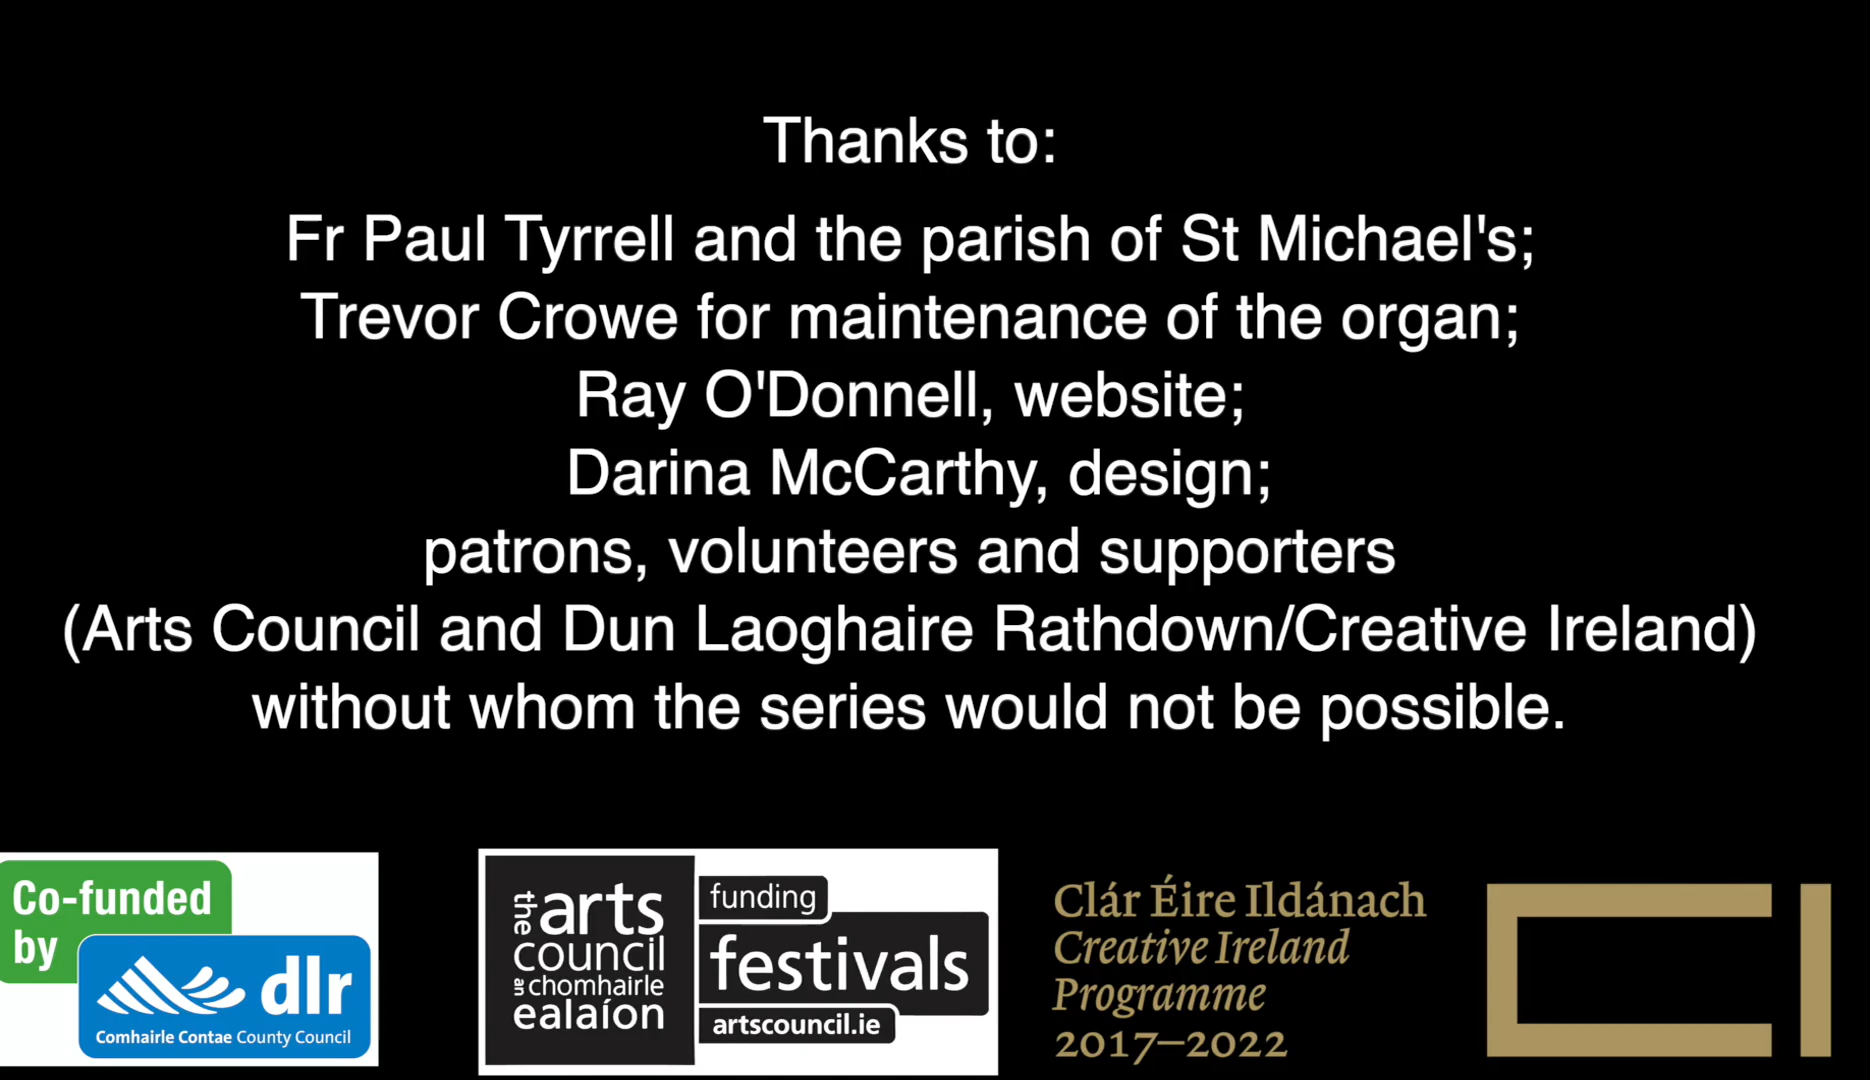 Thanks to:
Fr Paul Tyrrell and the parish of St Michael's;
Trevor Crowe for maintenance of the organ;
Ray O'Donnell, website;
Darina McCarthy, design;
patrons, volunteers and supporters
(Arts Council and Dun Laoghaire Rathdown/Creative Ireland)
without whom the series would not be possible.
Co-funded
by
dlr
Comhairle Contae County Council
the arts
council
an chomhairle
ealaíon
funding
festivals
artscouncil.ie
Clár Éire Ildánach
Creative Ireland
Programme
2017–2022
CI